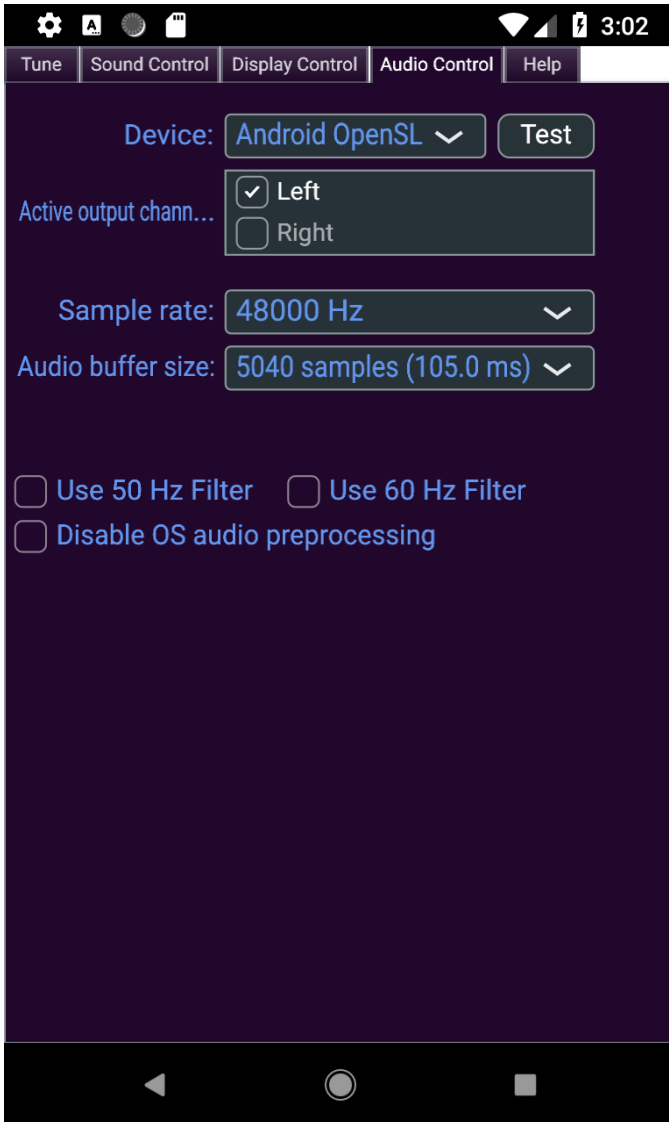 3:02
Tune Sound Control Display Control Audio Control Help
Device: Android OpenSL Test
Active output chann... Left
Right
Sample rate: 48000 Hz
Audio buffer size: 5040 samples (105.0 ms)
Use 50 Hz Filter Use 60 Hz Filter
Disable OS audio preprocessing